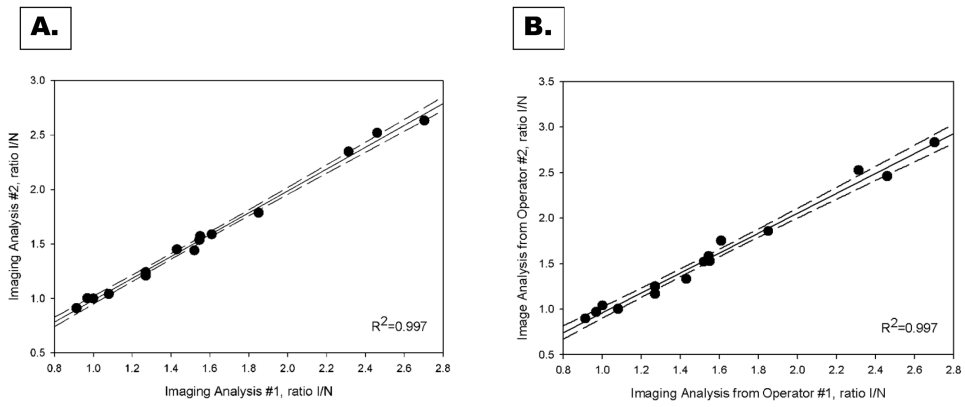 A.
B.
3.0
2.5
2.0
1.5
1.0
0.5
Imaging Analysis #2, ratio I/N
R²=0.997
0.8 1.0 1.2 1.4 1.6 1.8 2.0 2.2 2.4 2.6 2.8
Imaging Analysis #1, ratio I/N
3.5
3.0
2.5
2.0
1.5
1.0
0.5
Image Analysis from Operator #2, ratio I/N
R²=0.997
0.8 1.0 1.2 1.4 1.6 1.8 2.0 2.2 2.4 2.6 2.8
Imaging Analysis from Operator #1, ratio I/N